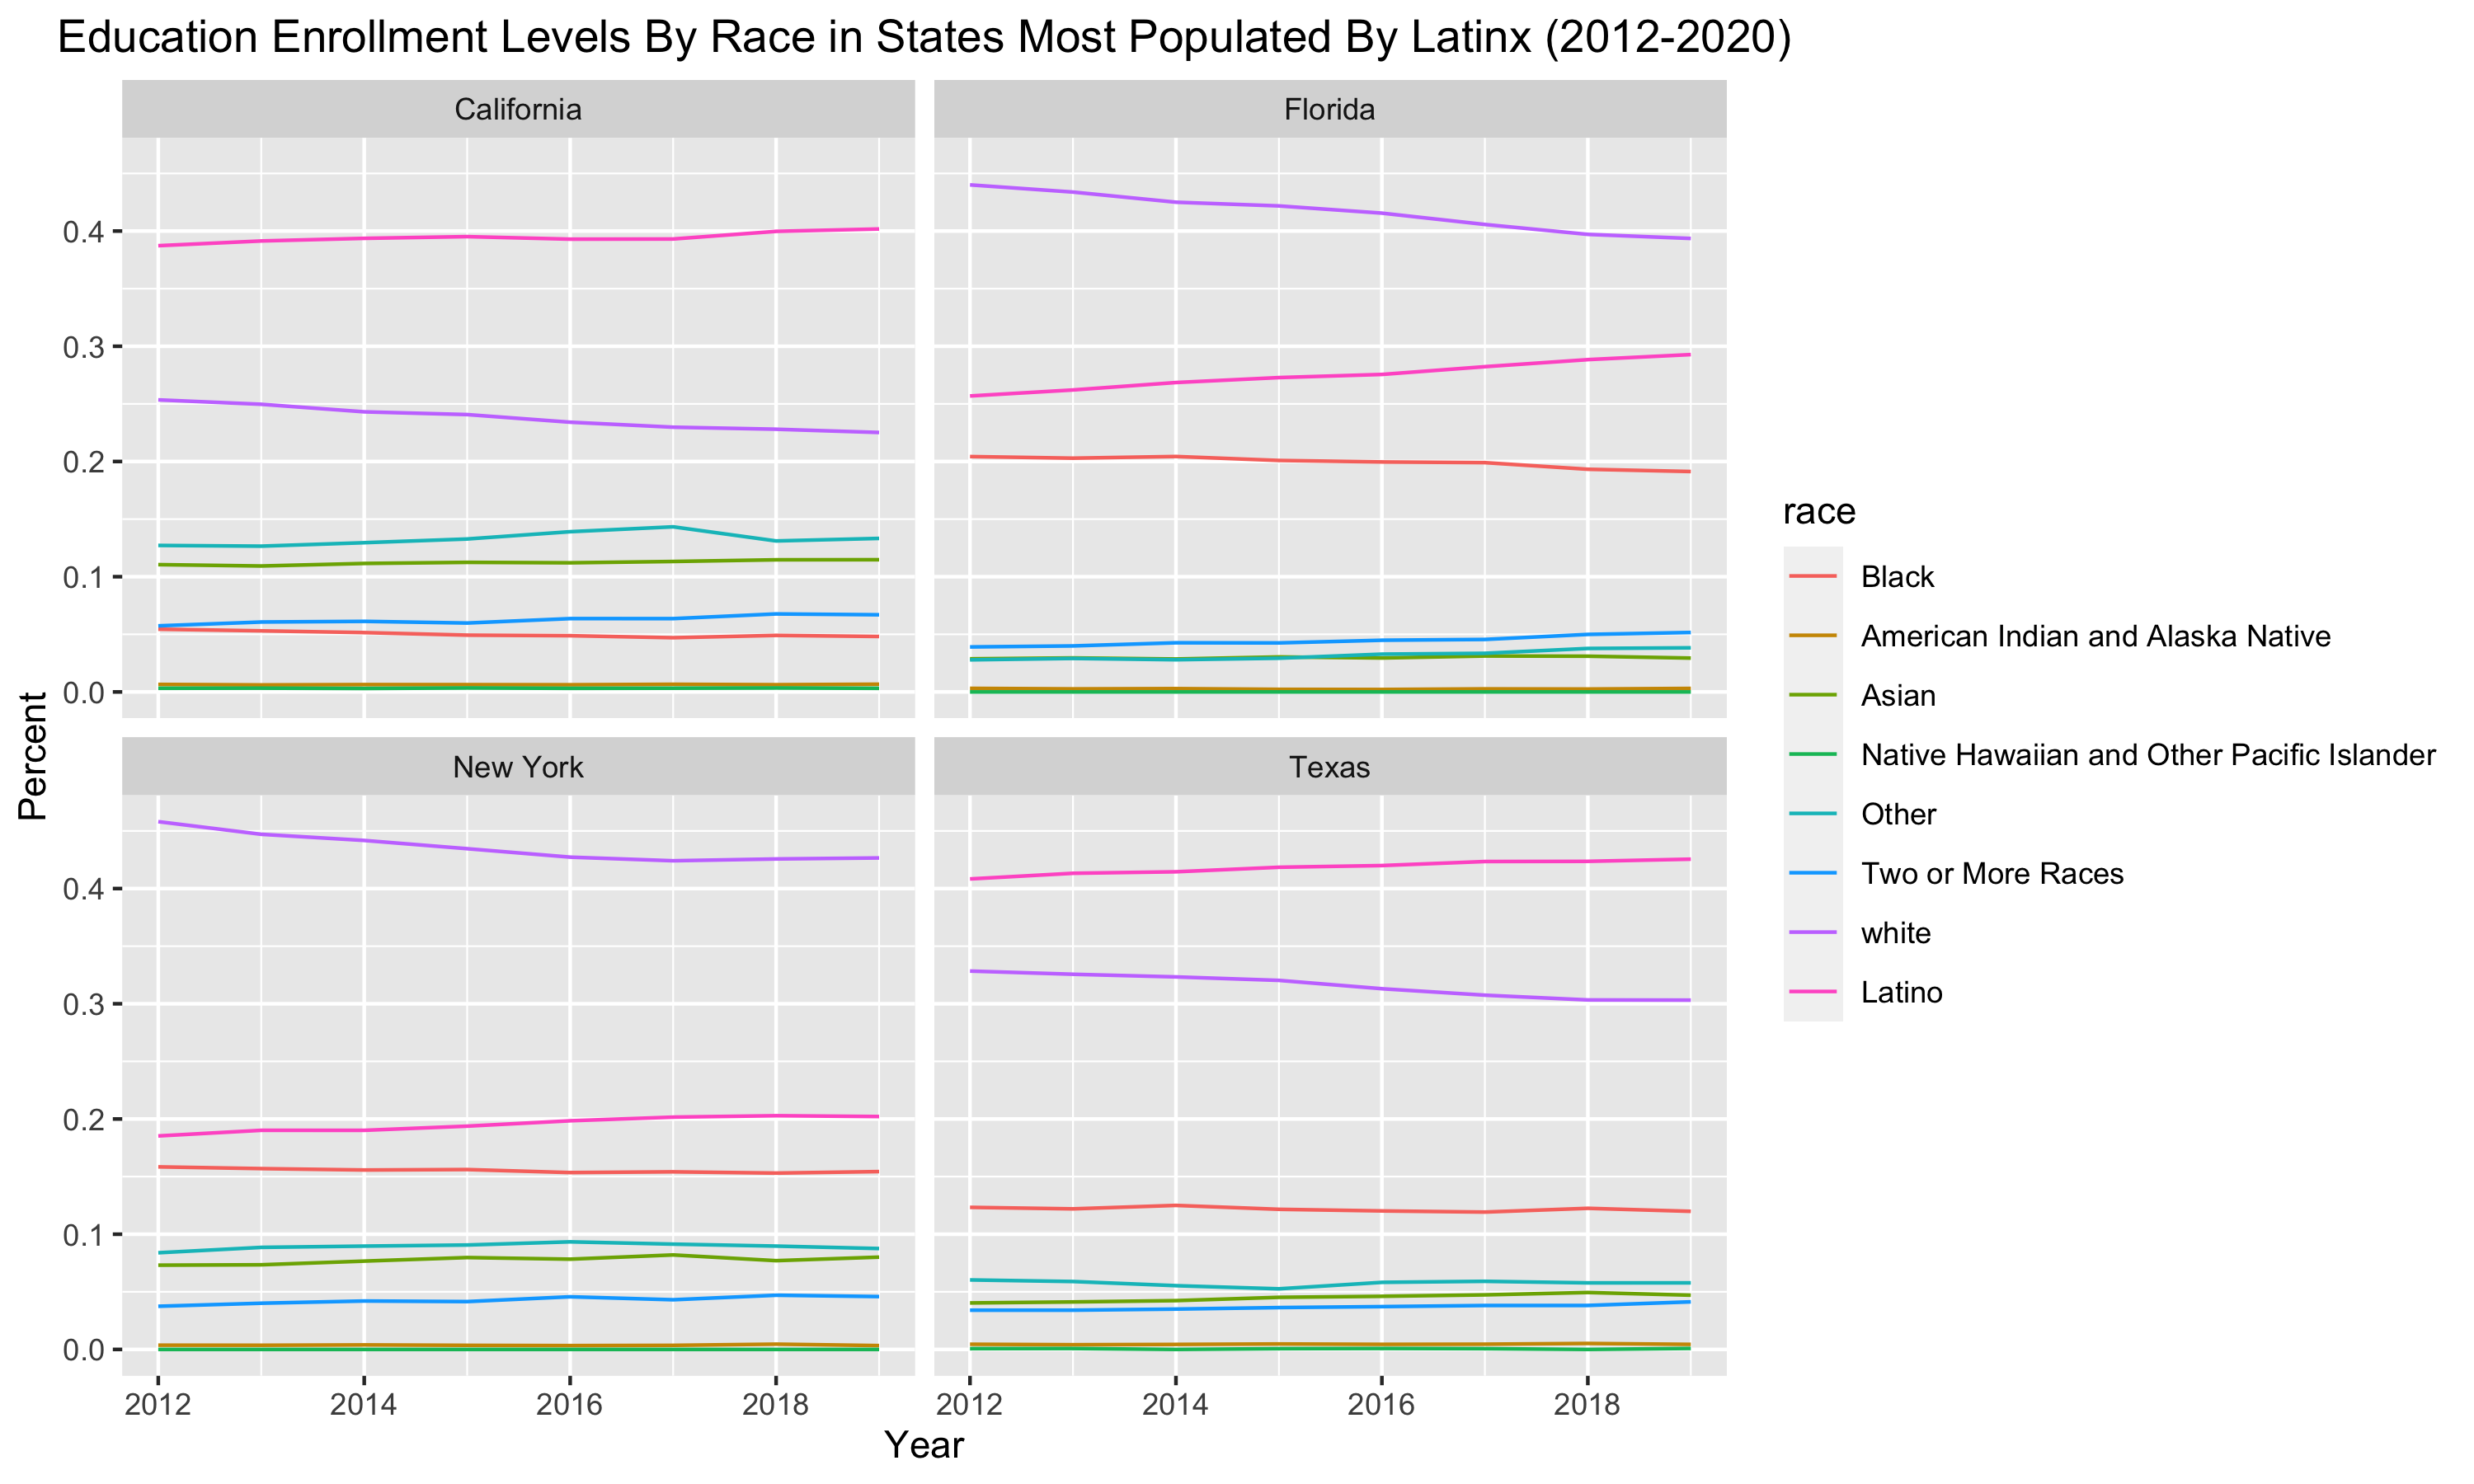 Education Enrollment Levels By Race in States Most Populated By Latinx (2012-2020)
California
Florida
0.4
0.3
0.2
0.1
0.0
New York
Texas
0.4
0.3
0.2
0.1
0.0
2012 2014 2016 2018
2012 2014 2016 2018
Year
Percent
race
Black
American Indian and Alaska Native
Asian
Native Hawaiian and Other Pacific Islander
Other
Two or More Races
white
Latino